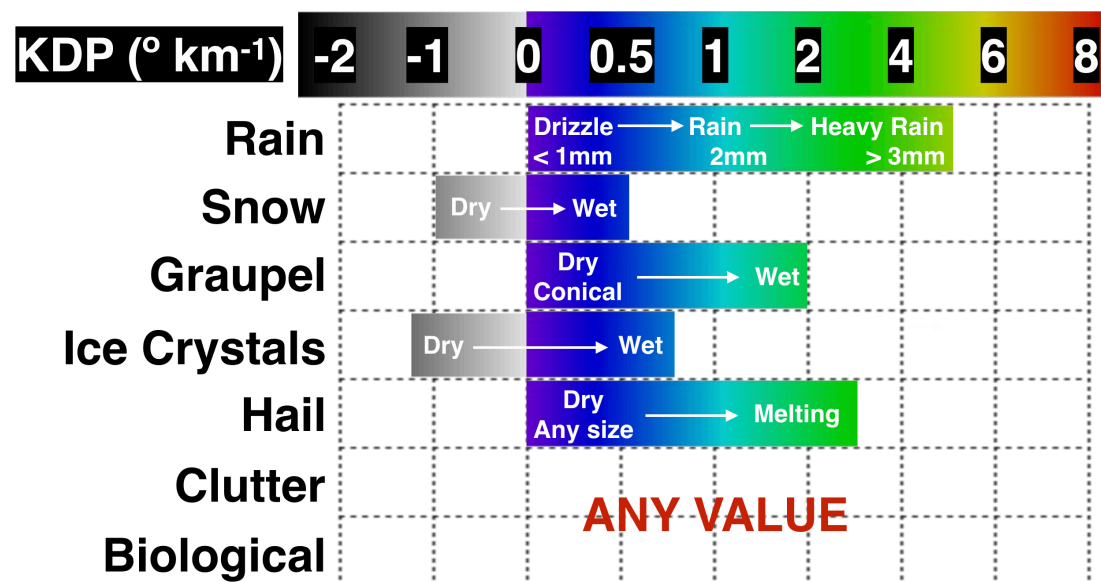 KDP (º km-1) -2 -1 0 0.5 1 2 4 6 8
Rain
Drizzle Rain Heavy Rain
< 1mm 2mm > 3mm
Snow
Dry Wet
Graupel
Dry
Conical
Wet
Ice Crystals
Dry Wet
Hail
Dry
Any size
Melting
Clutter
ANY VALUE
Biological